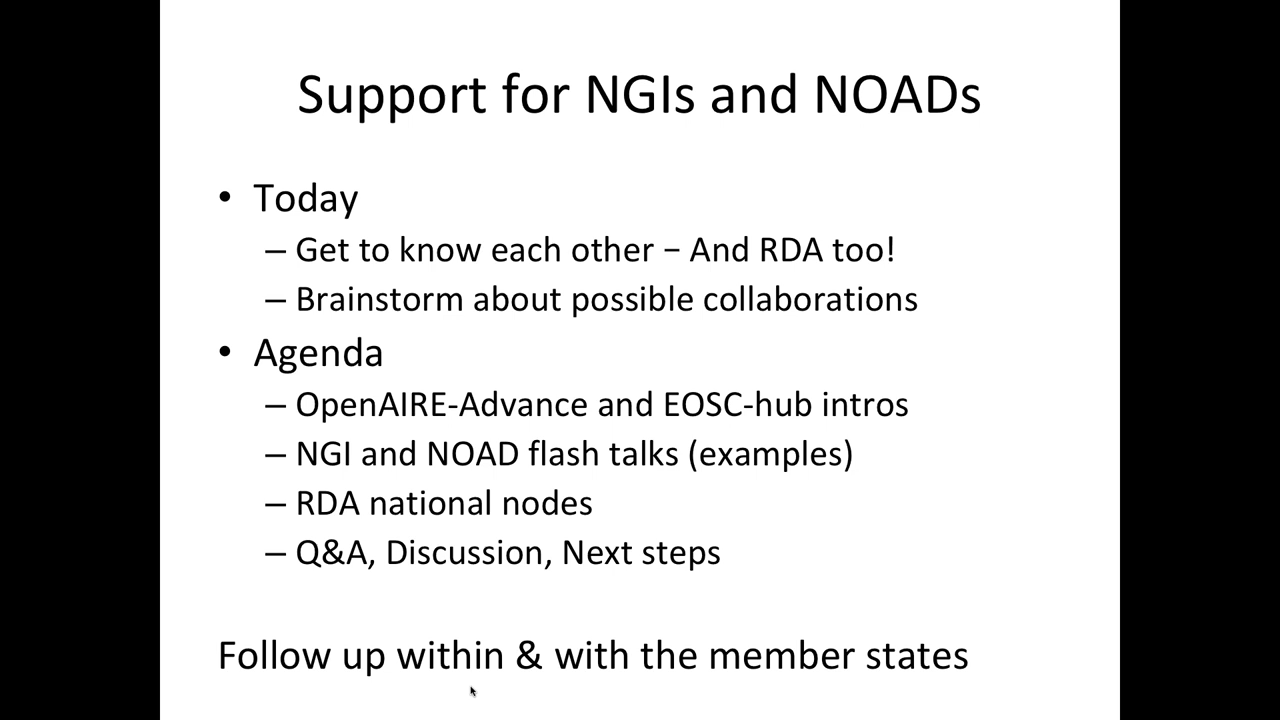 Support for NGIs and NOADs
• Today
– Get to know each other – And RDA too!
– Brainstorm about possible collaborations
• Agenda
– OpenAIRE-Advance and EOSC-hub intros
– NGI and NOAD flash talks (examples)
– RDA national nodes
– Q&A, Discussion, Next steps
Follow up within & with the member states